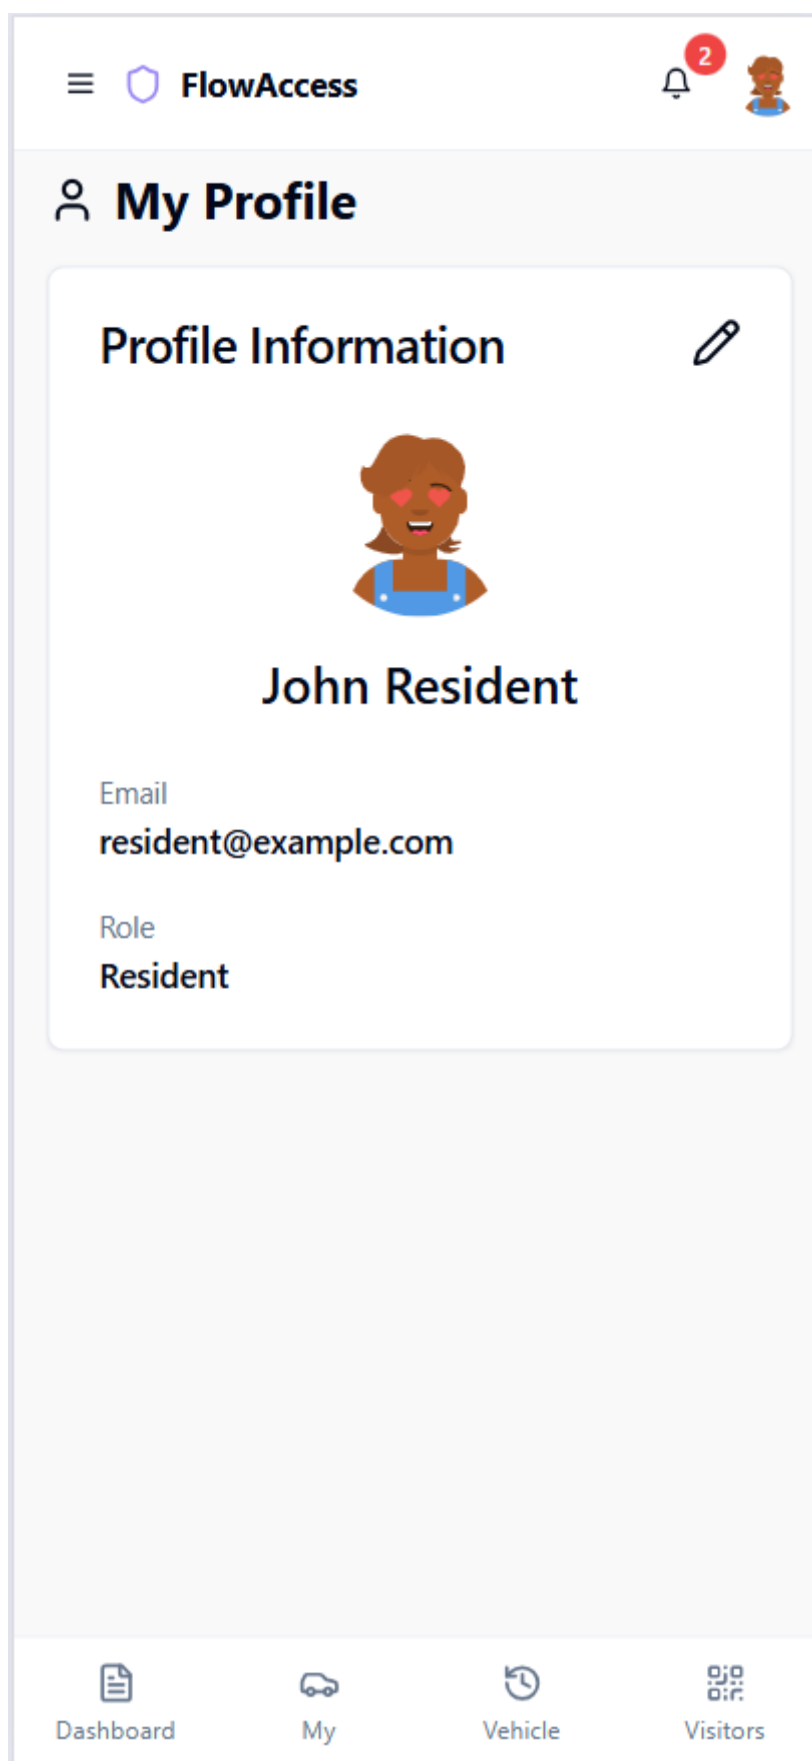 FlowAccess
2
My Profile
Profile Information
John Resident
Email
resident@example.com
Role
Resident
Dashboard
My
Vehicle
Visitors